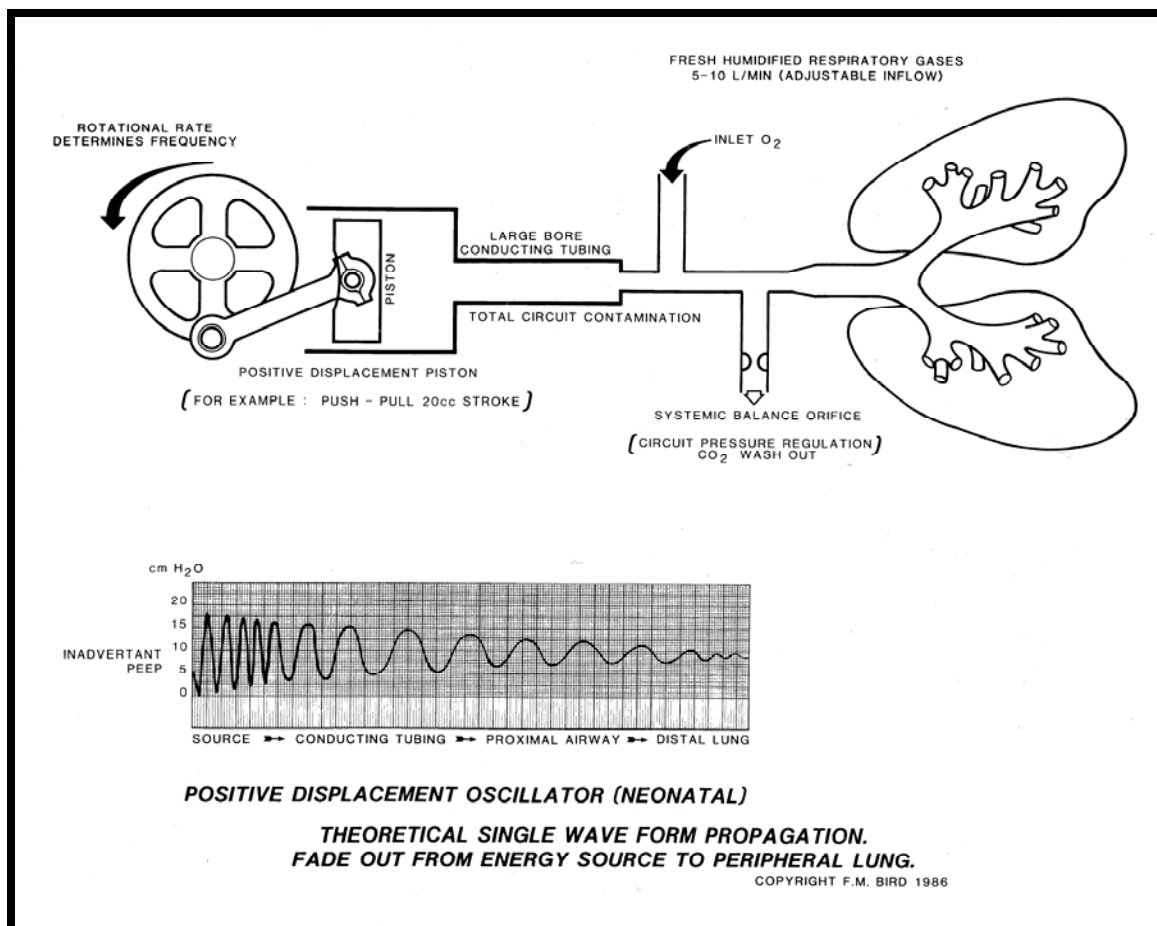 FRESH HUMIDIFIED RESPIRATORY GASES
5-10 L/MIN (ADJUSTABLE INFLOW)
ROTATIONAL RATE
DETERMINES FREQUENCY
INLET O2
LARGE BORE
CONDUCTING TUBING
PISTON
TOTAL CIRCUIT CONTAMINATION
POSITIVE DISPLACEMENT PISTON
(FOR EXAMPLE : PUSH - PULL 20cc STROKE)
SYSTEMIC BALANCE ORIFICE
(CIRCUIT PRESSURE REGULATION)
CO2 WASH OUT
cm H2O
20
15
10
5
0
INADVERTANT
PEEP
SOURCE ➵ CONDUCTING TUBING ➵ PROXIMAL AIRWAY ➵ DISTAL LUNG
POSITIVE DISPLACEMENT OSCILLATOR (NEONATAL)
THEORETICAL SINGLE WAVE FORM PROPAGATION.
FADE OUT FROM ENERGY SOURCE TO PERIPHERAL LUNG.
COPYRIGHT F.M. BIRD 1986